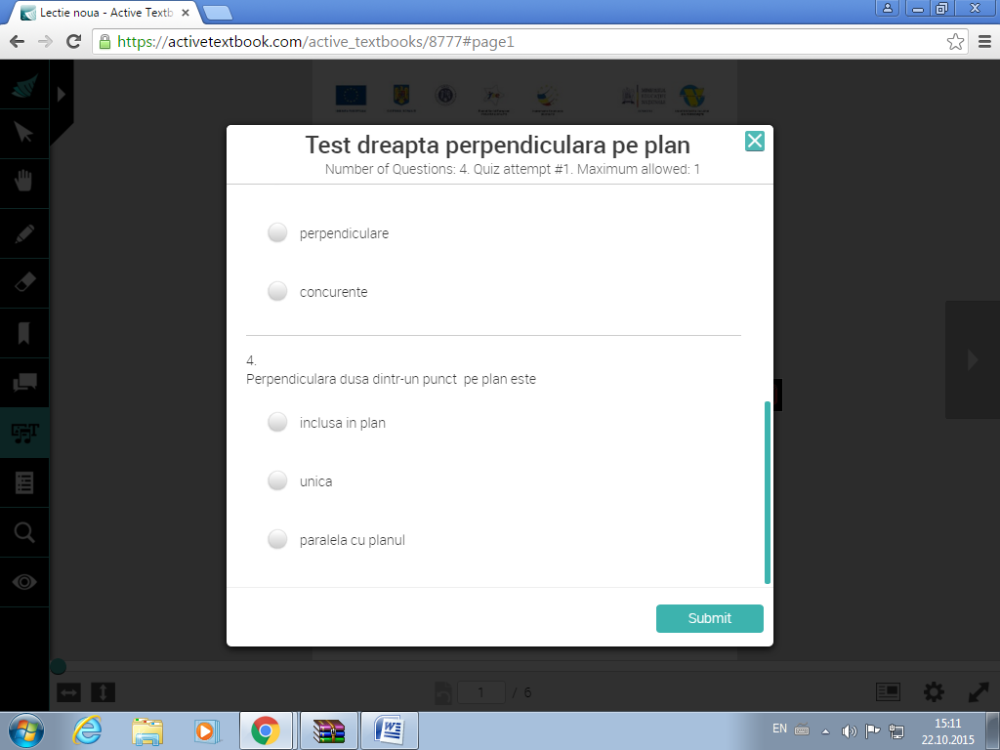 Lectie noua - Active Textb
https://activetextbook.com/active_textbooks/8777#page1
Test dreapta perpendiculara pe plan
Number of Questions: 4. Quiz attempt #1. Maximum allowed: 1
perpendiculare
concurente
4.
Perpendiculara dusa dintr-un punct pe plan este
inclusa in plan
unica
paralela cu planul
Submit
1 / 6
EN
15:11
22.10.2015